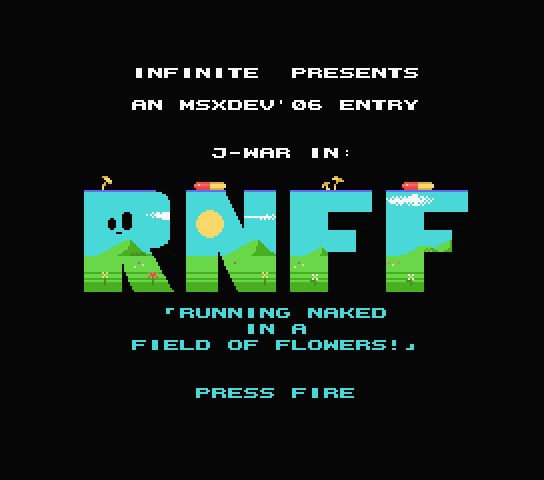 INFINITE PRESENTS
AN MSXDEV'06 ENTRY
J-WAR IN:
RNFF
「RUNNING NAKED
IN A
FIELD OF FLOWERS!」
PRESS FIRE